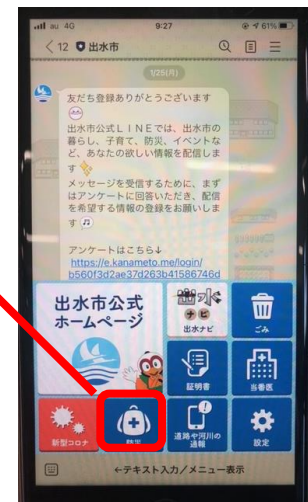 au 4G 9:27 61%
12 出水市
1/25(月)
友だち登録ありがとうございます
出水市公式LINEでは、出水市の
暮らし、子育て、防災、イベントな
ど、あなたの欲しい情報を配信しま
す
メッセージを受信するために、まず
はアンケートに回答いただき、配信
を希望する情報の登録をお願いしま
す
アンケートはこちら↓
https://e.kanameto.me/login/
b560f3d2ae37d263b41586746d
出水市公式
ホームページ
ナビ
出水ナビ
ごみ
証明書
当番医
新型コロナ
防災
道路や河川の
通報
設定
←テキスト入力/メニュー表示